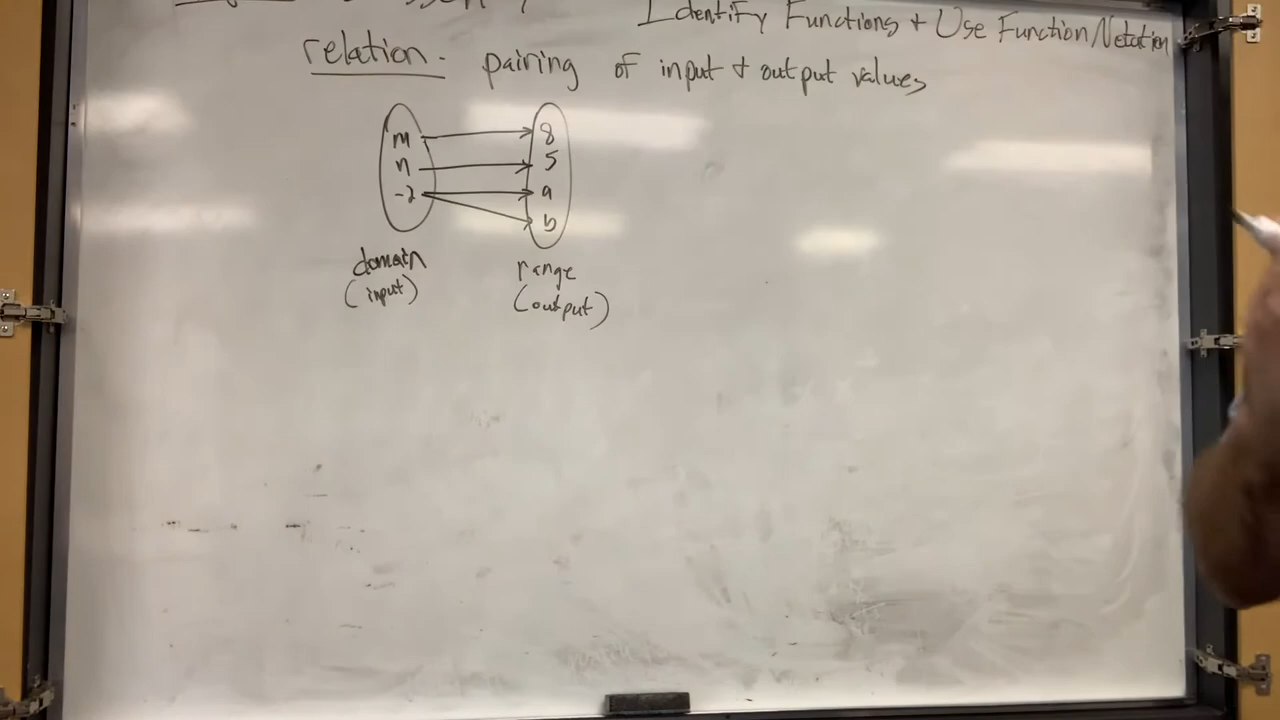 Identify Functions + Use Function Notation
relation. pairing of input + output values
m 8
n 5
-2 a
b
domain range
(input) (output)